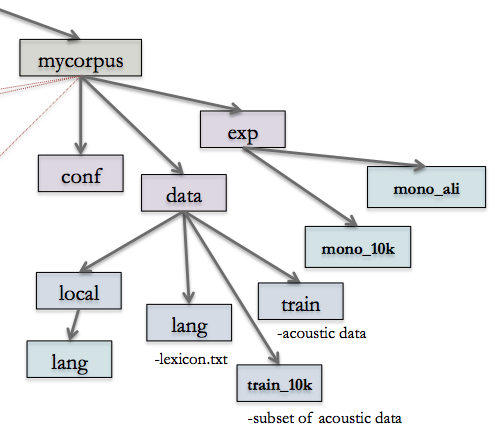 mycorpus
exp
conf
data
mono_ali
mono_10k
local
lang
train
-acoustic data
lang
-lexicon.txt
train_10k
-subset of acoustic data